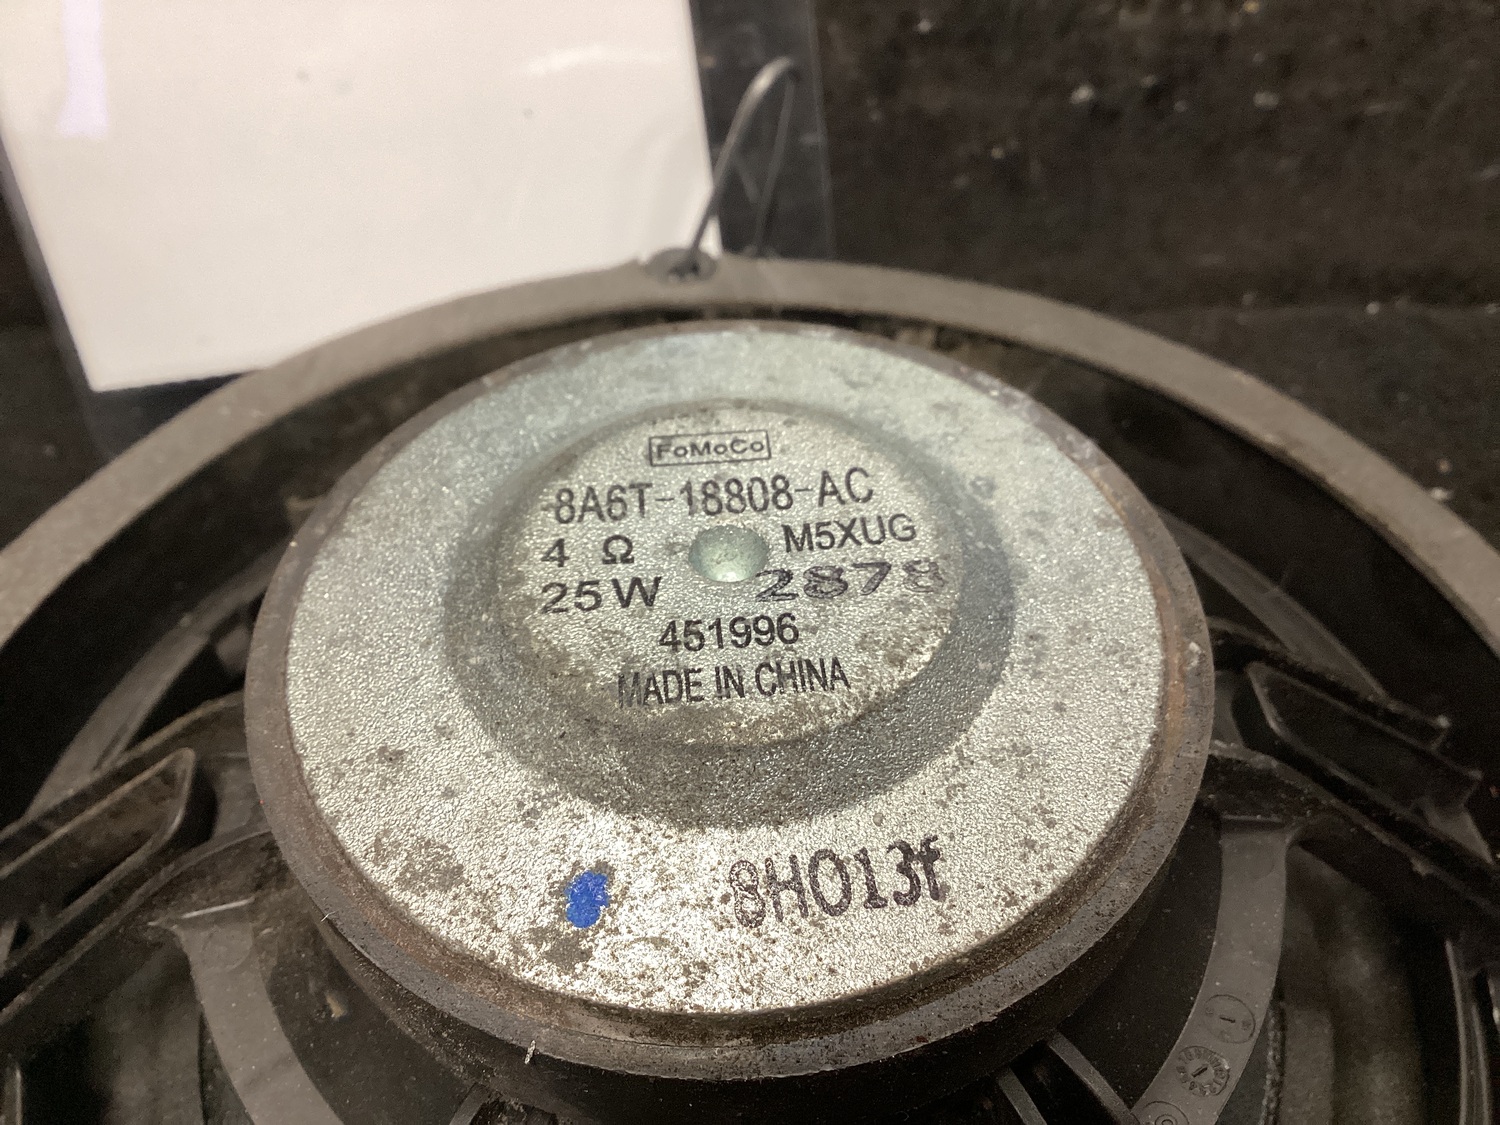 FoMoCo
8A6T-18808-AC
4 Ω M5XUG
25W 2878
451996
MADE IN CHINA
8H013f